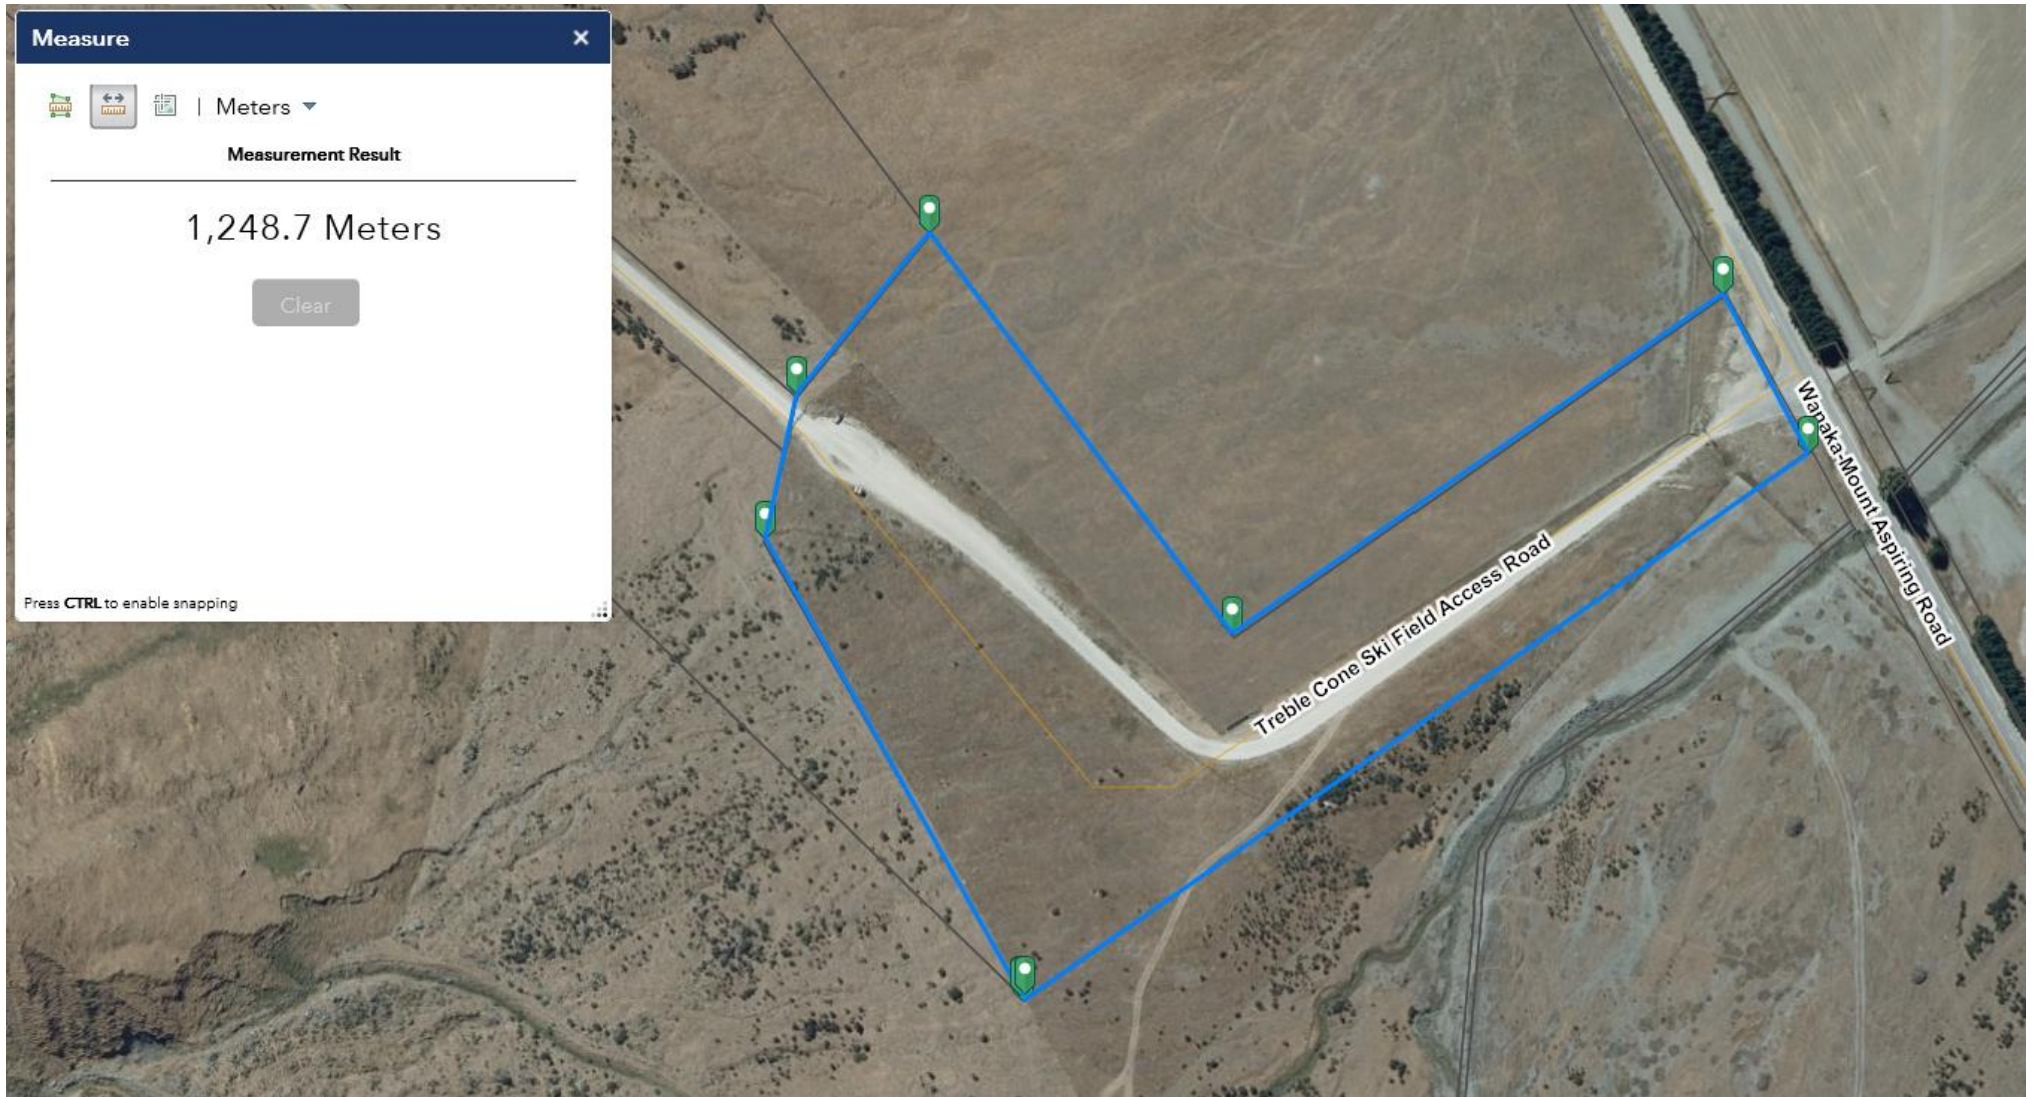 Measure
| Meters
Measurement Result
1,248.7 Meters
Clear
Press CTRL to enable snapping
Wanaka-Mount Aspiring Road
Treble Cone Ski Field Access Road